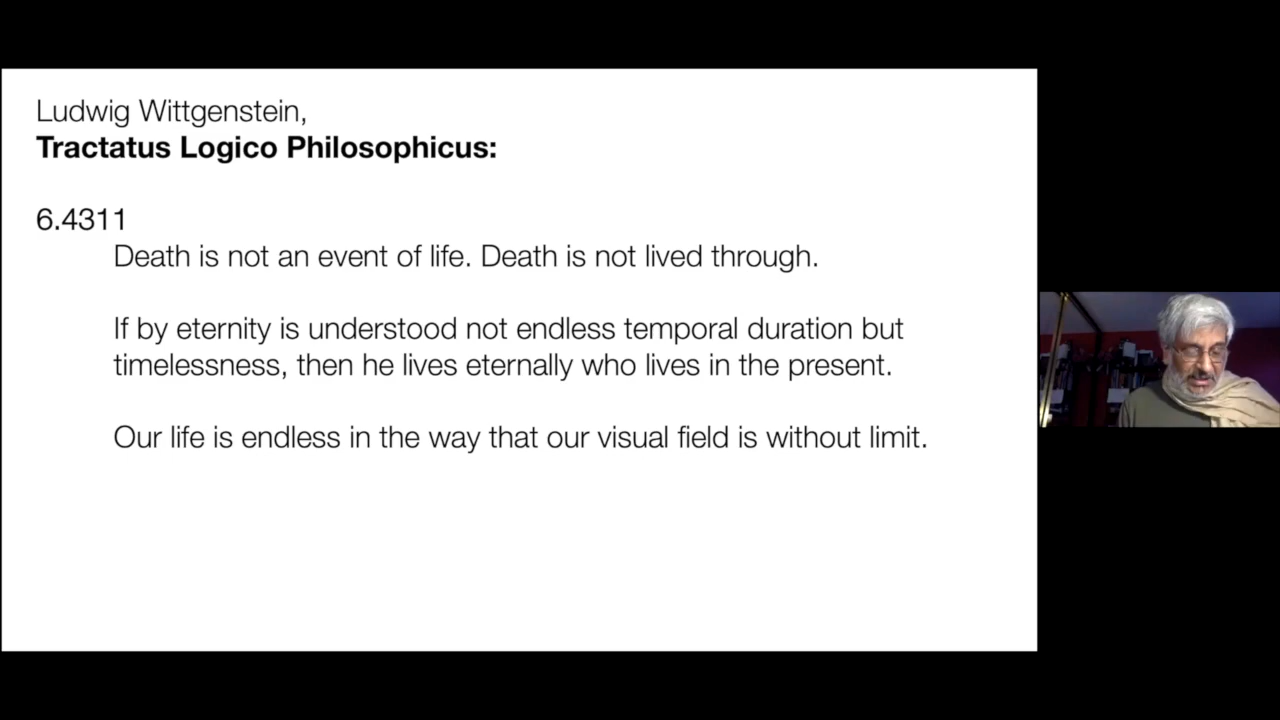 Ludwig Wittgenstein,
Tractatus Logico Philosophicus:
6.4311
Death is not an event of life. Death is not lived through.
If by eternity is understood not endless temporal duration but
timelessness, then he lives eternally who lives in the present.
Our life is endless in the way that our visual field is without limit.